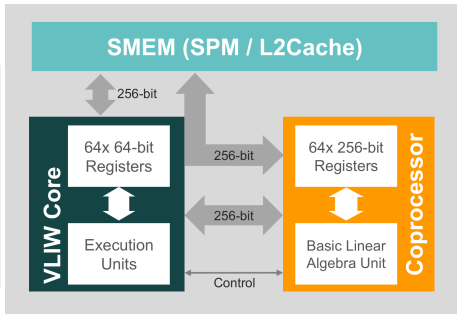 SMEM (SPM / L2Cache)
256-bit
VLIW Core
64x 64-bit
Registers
Execution
Units
256-bit
256-bit
Control
64x 256-bit
Registers
Basic Linear
Algebra Unit
Coprocessor